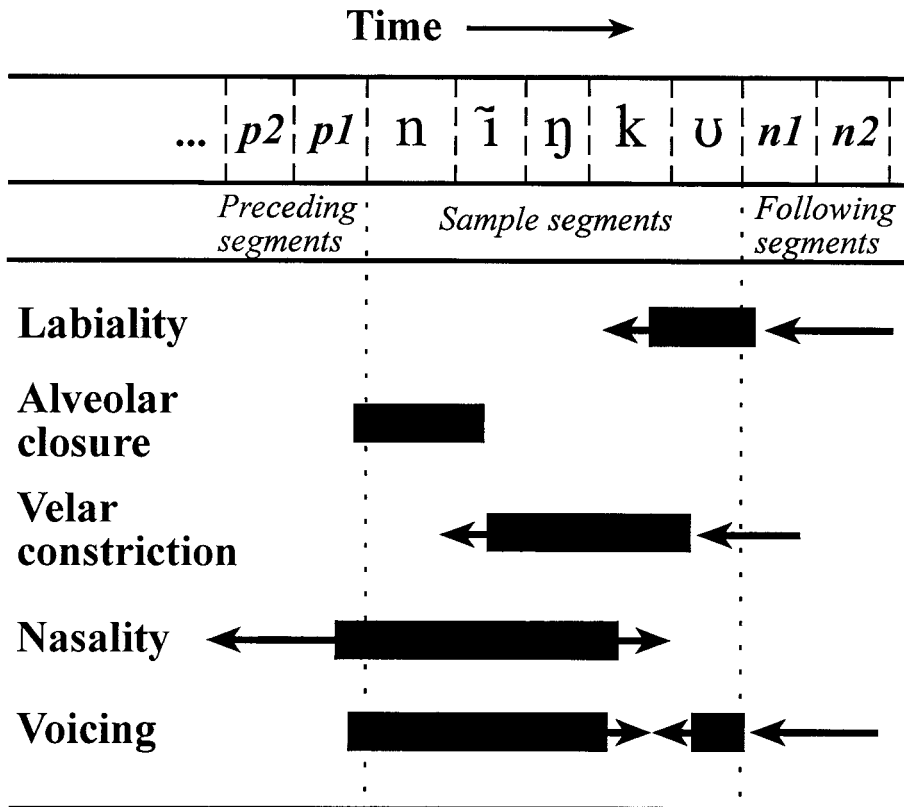 Time
... p2 p1 n ĩ ŋ k ʊ n1 n2
Preceding segments Sample segments Following segments
Labiality
Alveolar
closure
Velar
constriction
Nasality
Voicing